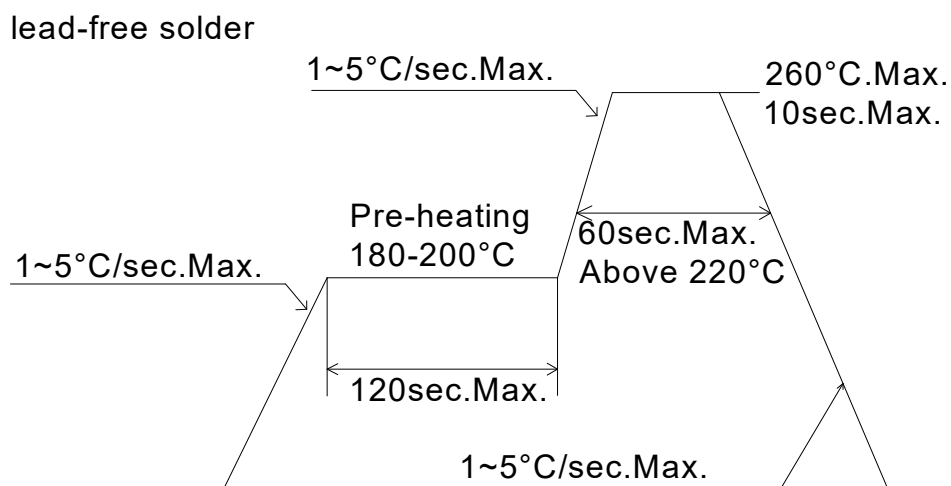 lead-free solder
1~5°C/sec.Max.
260°C.Max.
10sec.Max.
Pre-heating
180-200°C
60sec.Max.
Above 220°C
1~5°C/sec.Max.
120sec.Max.
1~5°C/sec.Max.